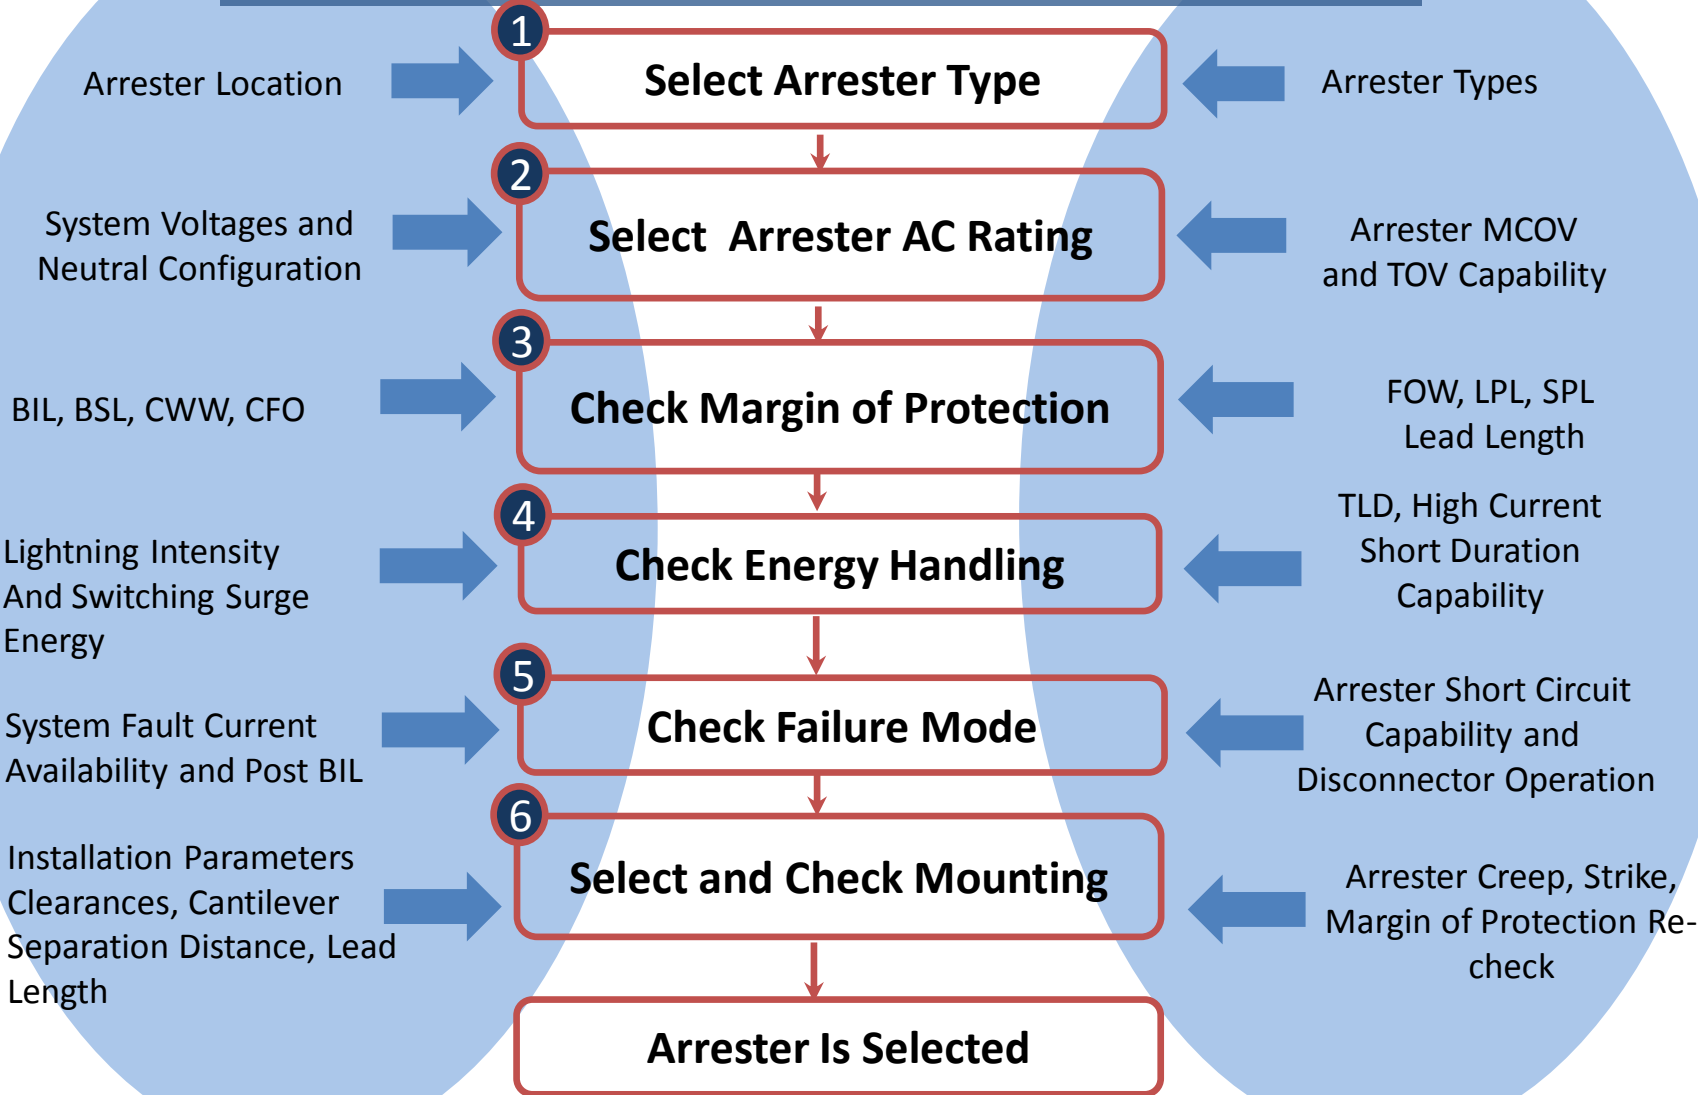 1
Arrester Location
Select Arrester Type
Arrester Types
2
System Voltages and
Neutral Configuration
Select Arrester AC Rating
Arrester MCOV
and TOV Capability
3
BIL, BSL, CWW, CFO
Check Margin of Protection
FOW, LPL, SPL
Lead Length
4
Lightning Intensity
And Switching Surge
Energy
Check Energy Handling
TLD, High Current
Short Duration
Capability
5
System Fault Current
Availability and Post BIL
Check Failure Mode
Arrester Short Circuit
Capability and
Disconnector Operation
6
Installation Parameters
Clearances, Cantilever
Separation Distance, Lead
Length
Select and Check Mounting
Arrester Creep, Strike,
Margin of Protection Re-
check
Arrester Is Selected